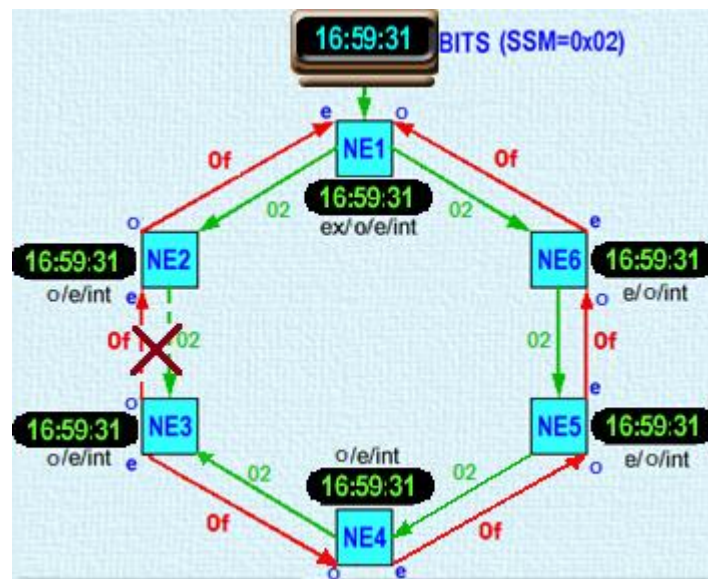 16:59:31 BITS (SSM=0x02)
e o
NE1
0f 0f
02 16:59:31 02
ex/o/e/int
o e
16:59:31 NE2 NE6 16:59:31
o/e/int e o e/o/int
0f 02 02 0f
o e
16:59:31 NE3 NE5 16:59:31
o/e/int e o/e/int o e/o/int
02 16:59:31 02
0f NE4 0f
o e